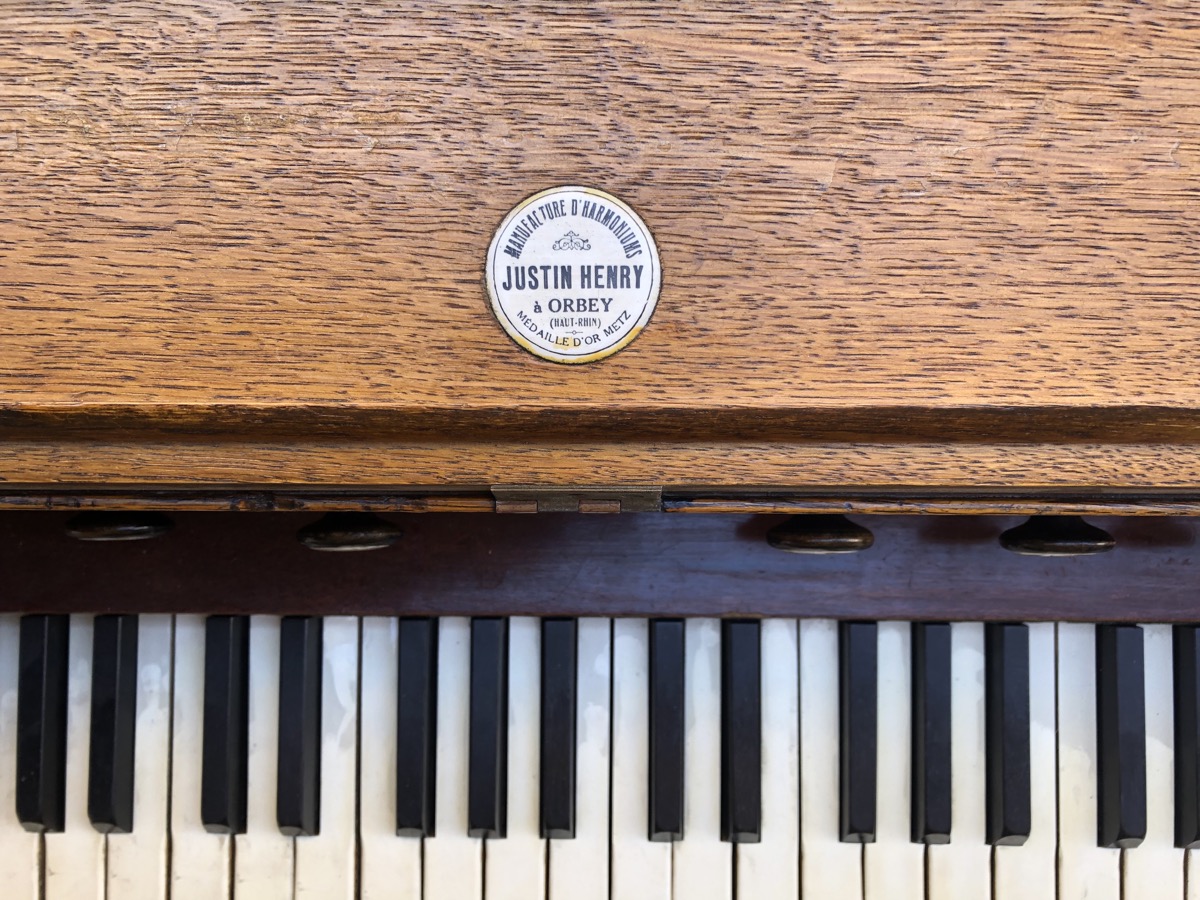 MANUFACTURE D'HARMONIUMS
JUSTIN HENRY
à ORBEY
(HAUT-RHIN)
MÉDAILLE D'OR METZ